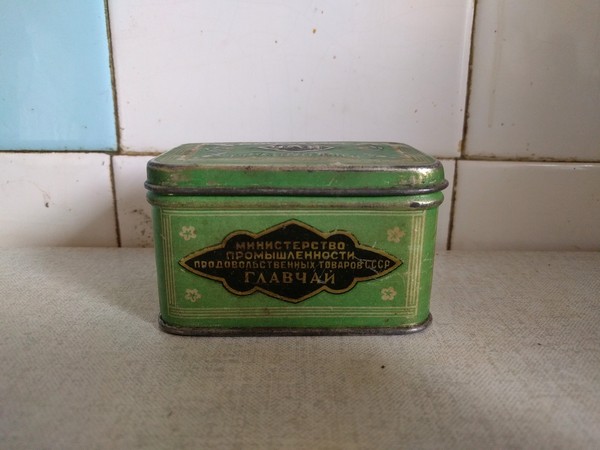 МИНИСТЕРСТВО
ПРОМЫШЛЕННОСТИ
ПРОДОВОЛЬСТВЕННЫХ ТОВАРОВ СССР
ГЛАВЧАЙ